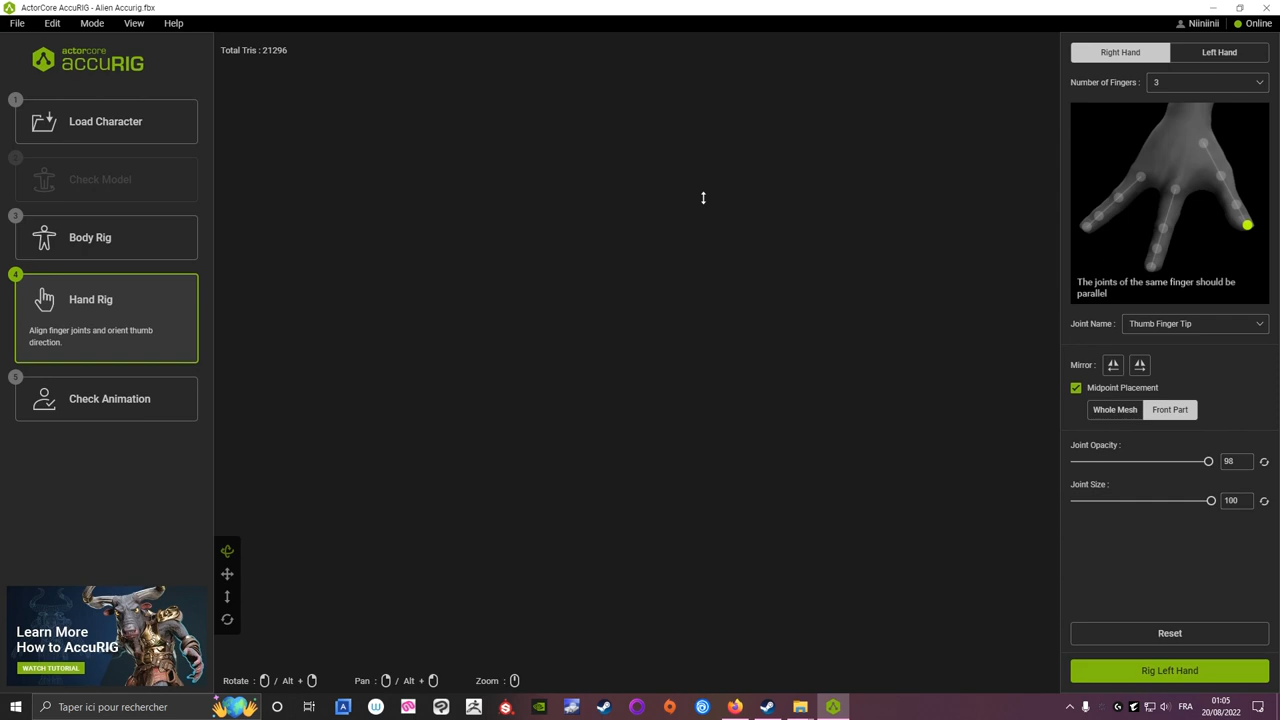 ActorCore AccuRIG - Alien Accurig.fbx
File Edit Mode View Help
Niiniinii Online
actorcore
accuRIG
Total Tris : 21296
1
Load Character
2
Check Model
3
Body Rig
4
Hand Rig
Align finger joints and orient thumb
direction.
5
Check Animation
Learn More
How to AccuRIG
WATCH TUTORIAL
Rotate : / Alt + Pan : / Alt + Zoom :
Right Hand Left Hand
Number of Fingers : 3
The joints of the same finger should be
parallel
Joint Name : Thumb Finger Tip
Mirror :
Midpoint Placement
Whole Mesh Front Part
Joint Opacity :
98
Joint Size :
100
Reset
Rig Left Hand
Taper ici pour rechercher
FRA
01:05
20/08/2022